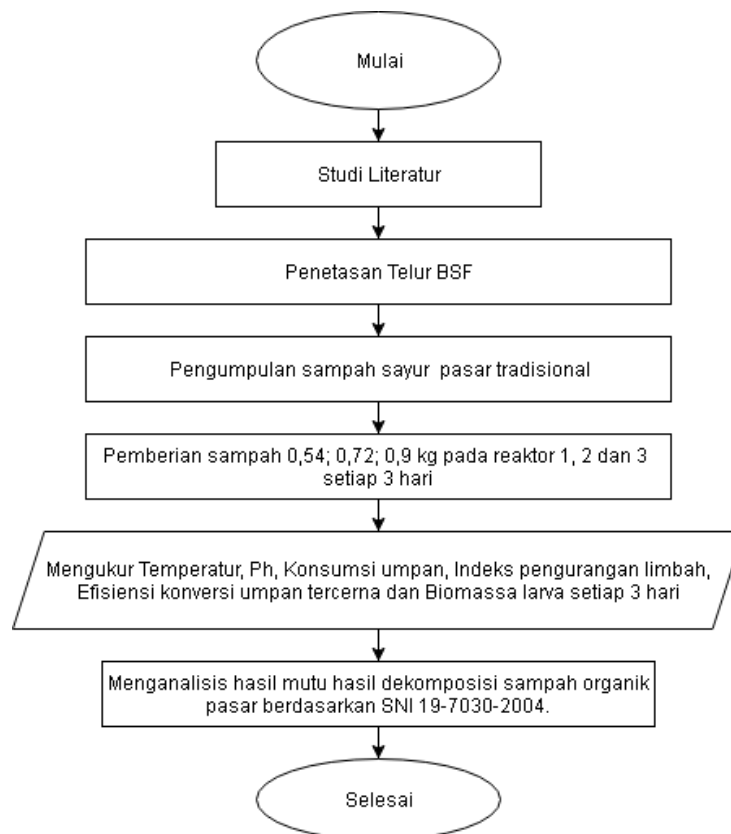 Mulai
Studi Literatur
Penetasan Telur BSF
Pengumpulan sampah sayur pasar tradisional
Pemberian sampah 0,54; 0,72; 0,9 kg pada reaktor 1, 2 dan 3
setiap 3 hari
Mengukur Temperatur, Ph, Konsumsi umpan, Indeks pengurangan limbah,
Efisiensi konversi umpan tercerna dan Biomassa larva setiap 3 hari
Menganalisis hasil mutu hasil dekomposisi sampah organik
pasar berdasarkan SNI 19-7030-2004.
Selesai